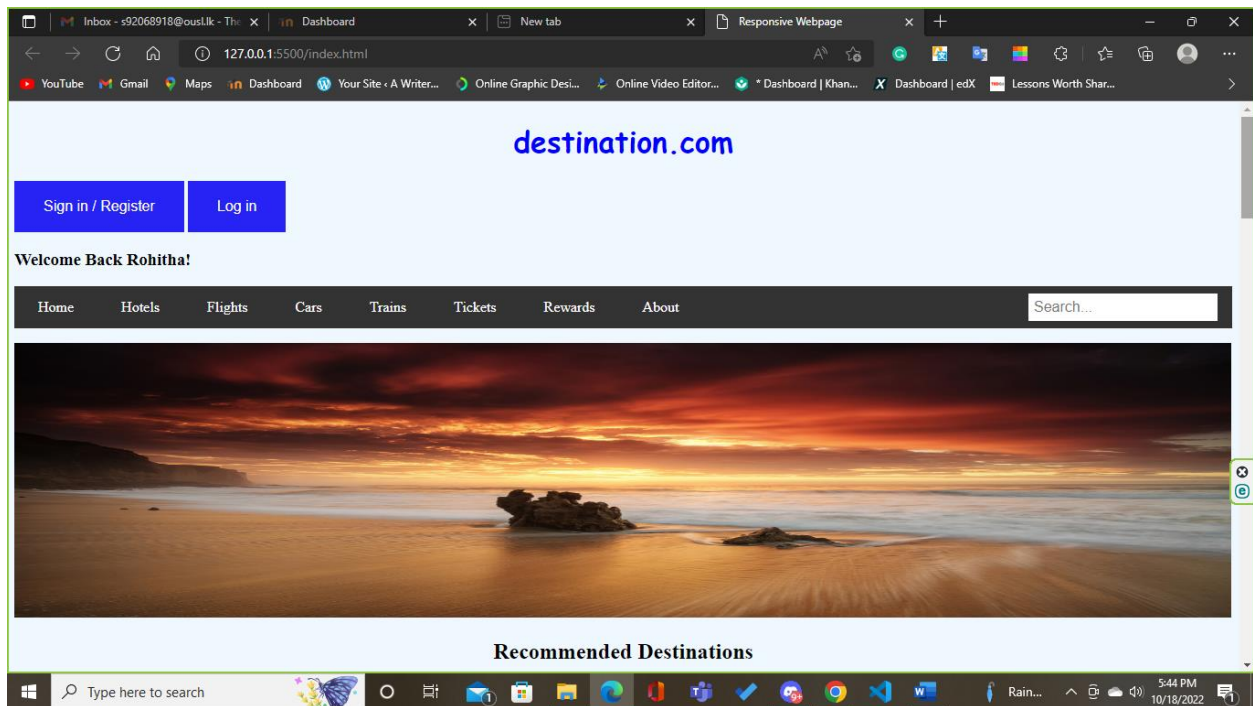 Inbox - s92068918@ousl.lk - The
Dashboard
New tab
Responsive Webpage
127.0.0.1:5500/index.html
YouTube
Gmail
Maps
Dashboard
Your Site ‹ A Writer...
Online Graphic Desi...
Online Video Editor...
* Dashboard | Khan...
Dashboard | edX
Lessons Worth Shar...
destination.com
Sign in / Register
Log in
Welcome Back Rohitha!
Home Hotels Flights Cars Trains Tickets Rewards About
Search...
Recommended Destinations
Type here to search
Rain...
5:44 PM
10/18/2022